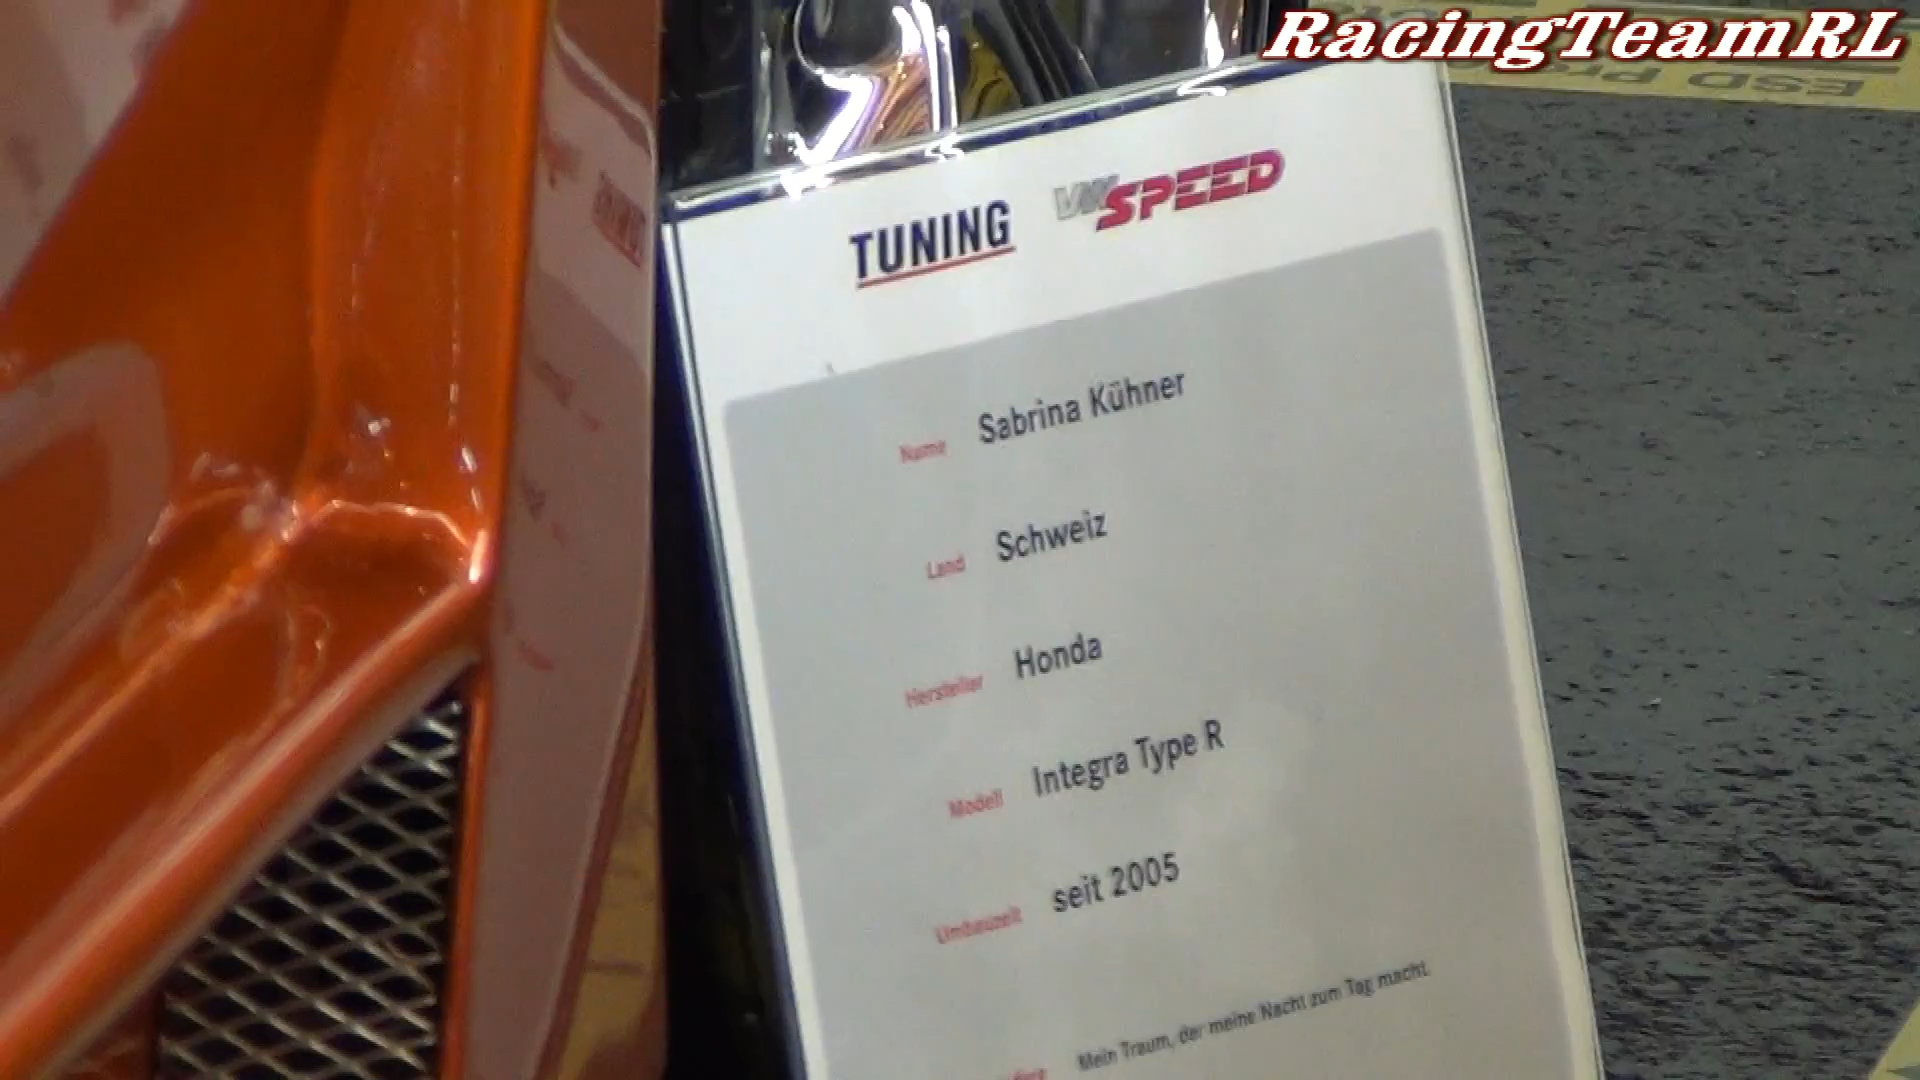 RacingTeamRL
TUNING VW SPEED
Name Sabrina Kühner
Land Schweiz
Hersteller Honda
Modell Integra Type R
Umbauzeit seit 2005
Mein Traum, der meine Nacht zum Tag macht.
ESD